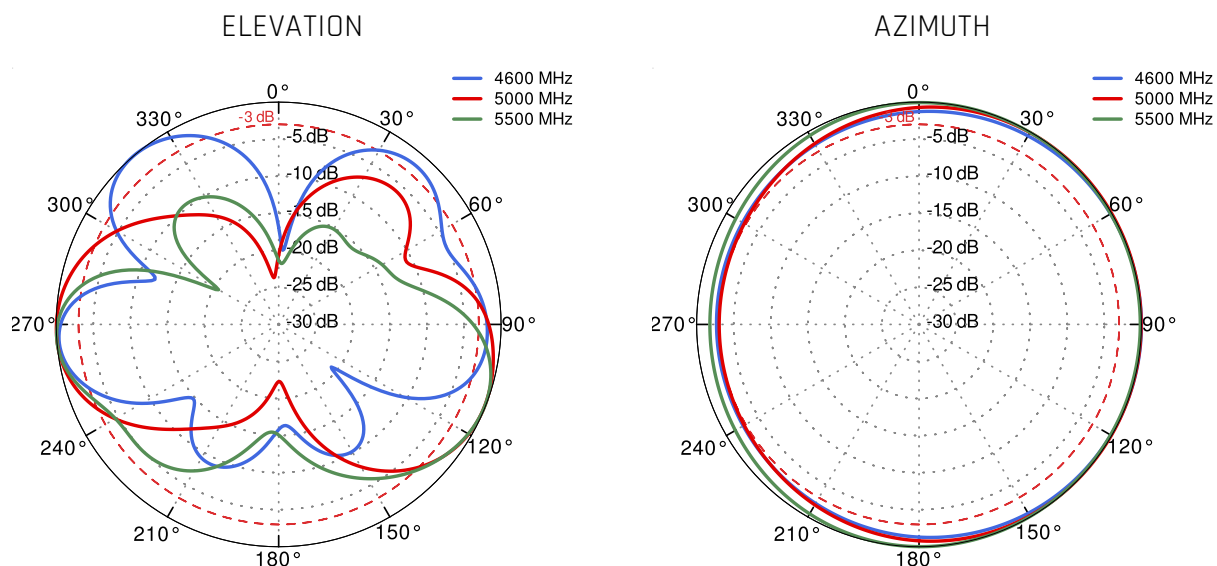 ELEVATION
4600 MHz
5000 MHz
5500 MHz
0°
30°
60°
90°
120°
150°
180°
210°
240°
270°
300°
330°
-3 dB
-5 dB
-10 dB
-15 dB
-20 dB
-25 dB
-30 dB
AZIMUTH
4600 MHz
5000 MHz
5500 MHz
0°
30°
60°
90°
120°
150°
180°
210°
240°
270°
300°
330°
3 dB
-5 dB
-10 dB
-15 dB
-20 dB
-25 dB
-30 dB